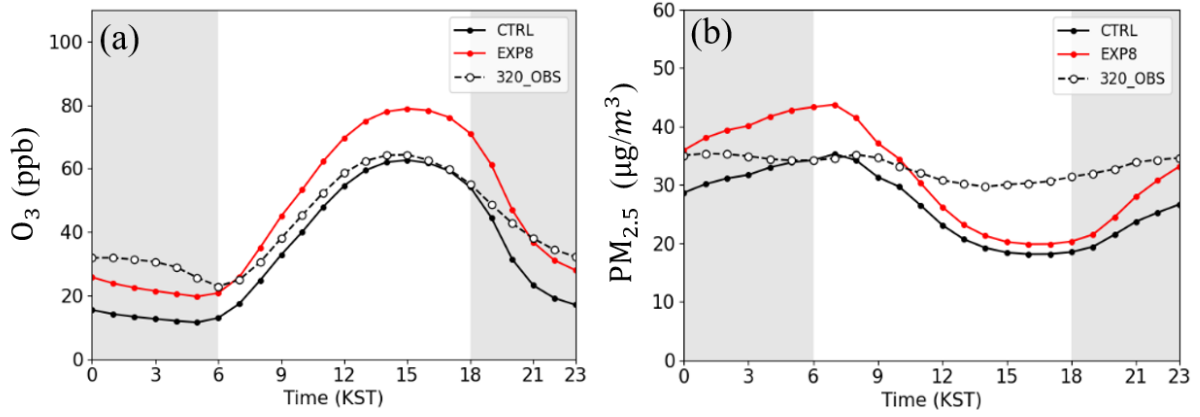 (a)
CTRL
EXP8
320_OBS
O₃ (ppb)
100
80
60
40
20
0
0 3 6 9 12 15 18 21 23
Time (KST)
(b)
CTRL
EXP8
320_OBS
PM₂.₅ (μg/m³)
60
50
40
30
20
10
0
0 3 6 9 12 15 18 21 23
Time (KST)